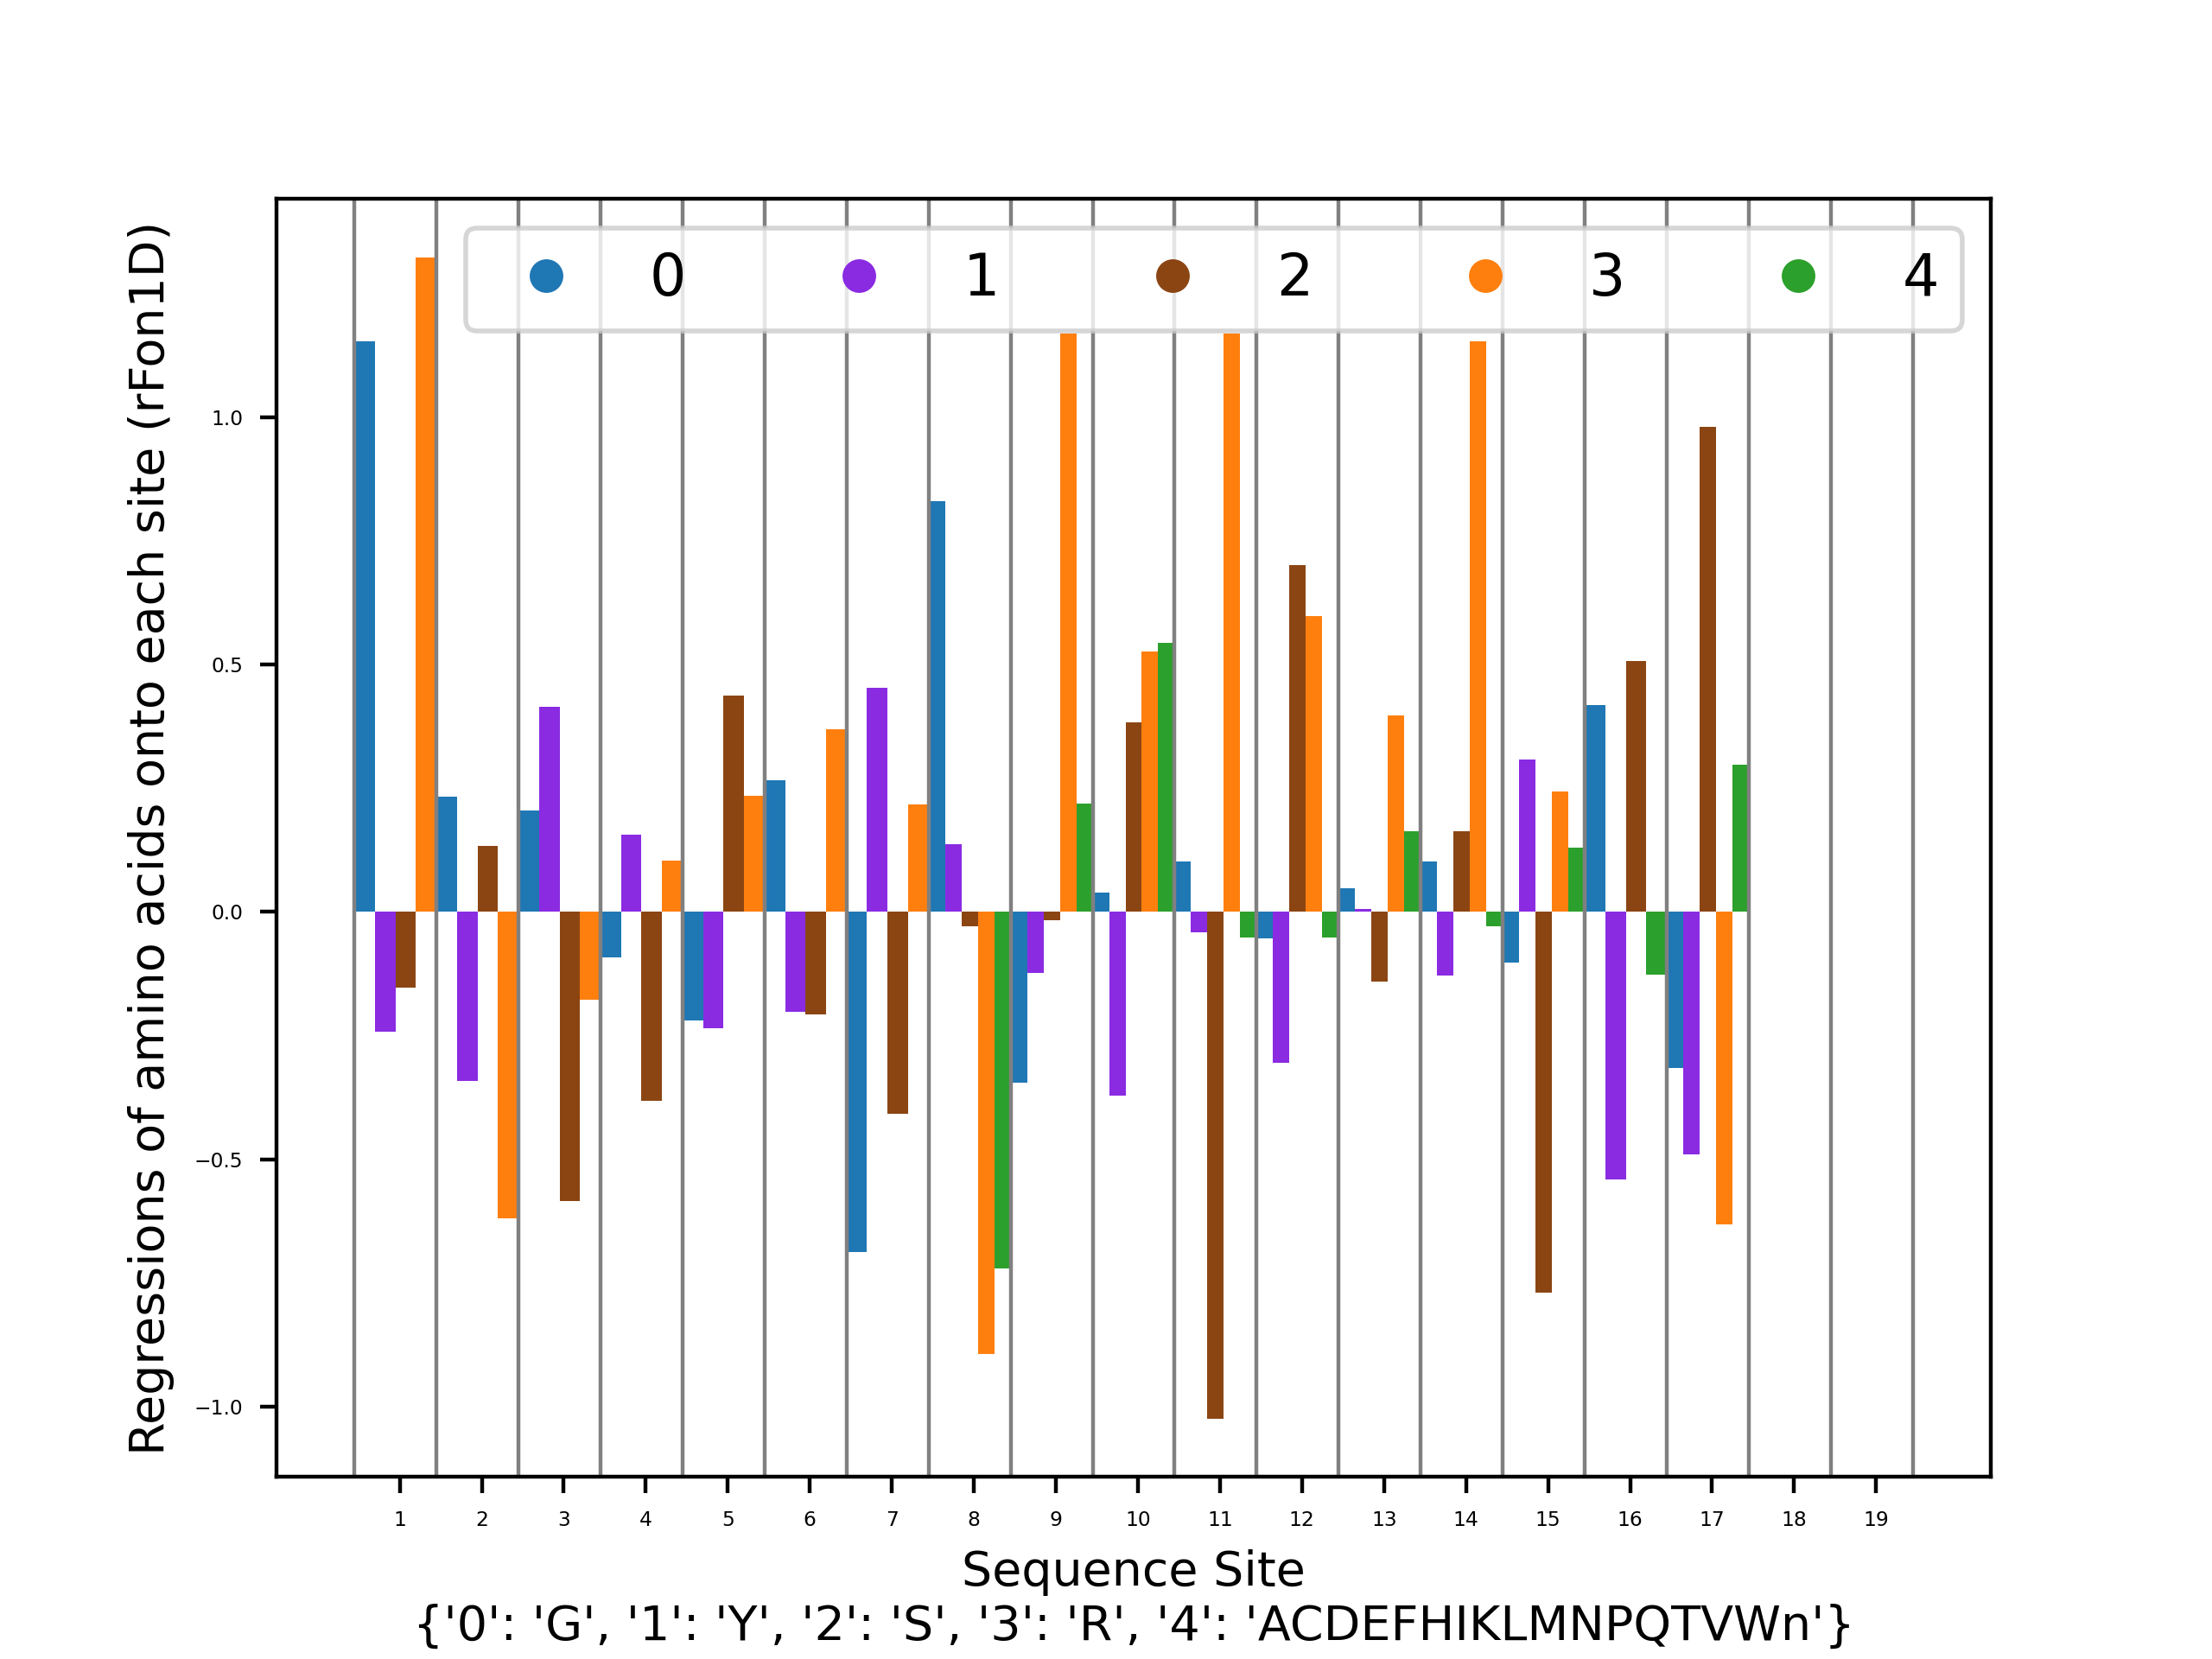 0 1 2 3 4
Regressions of amino acids onto each site (rFon1D)
1.0
0.5
0.0
−0.5
−1.0
1 2 3 4 5 6 7 8 9 10 11 12 13 14 15 16 17 18 19
Sequence Site
{'0': 'G', '1': 'Y', '2': 'S', '3': 'R', '4': 'ACDEFHIKLMNPQTVWn'}